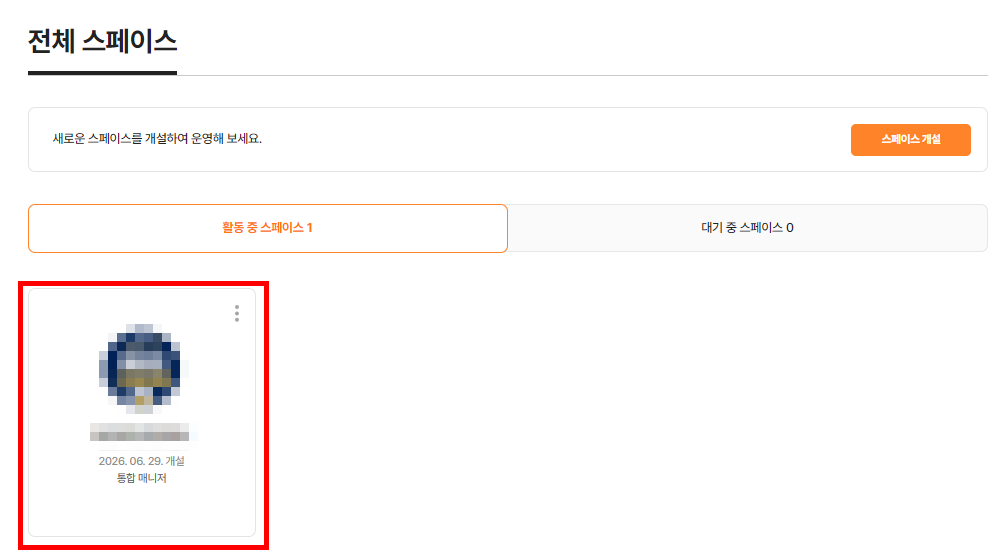 전체 스페이스
새로운 스페이스를 개설하여 운영해 보세요.
스페이스 개설
활동 중 스페이스 1
대기 중 스페이스 0
2026. 06. 29. 개설
통합 매니저